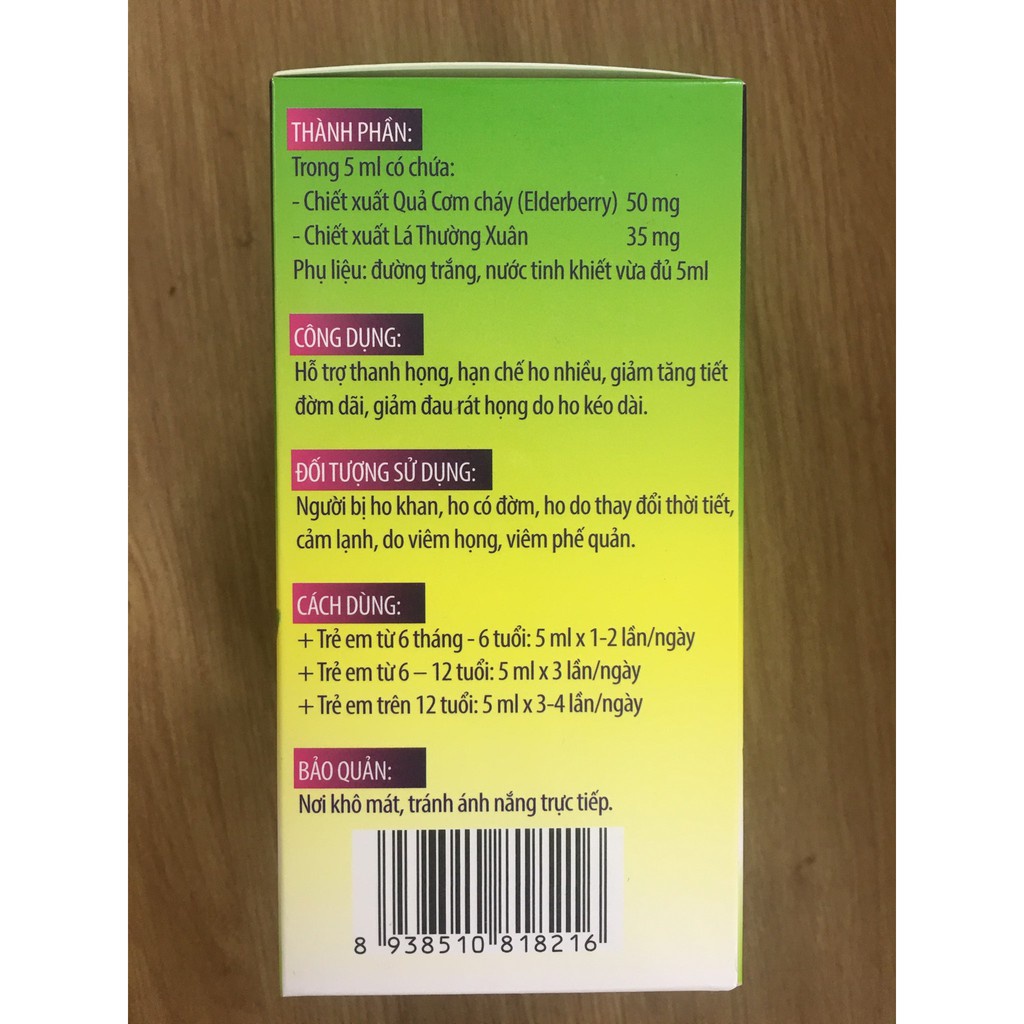 THÀNH PHẦN:
Trong 5 ml có chứa:
- Chiết xuất Quả Cơm cháy (Elderberry) 50 mg
- Chiết xuất Lá Thường Xuân 35 mg
Phụ liệu: đường trắng, nước tinh khiết vừa đủ 5ml
CÔNG DỤNG:
Hỗ trợ thanh họng, hạn chế ho nhiều, giảm tăng tiết
đờm dãi, giảm đau rát họng do ho kéo dài.
ĐỐI TƯỢNG SỬ DỤNG:
Người bị ho khan, ho có đờm, ho do thay đổi thời tiết,
cảm lạnh, do viêm họng, viêm phế quản.
CÁCH DÙNG:
+ Trẻ em từ 6 tháng - 6 tuổi: 5 ml x 1-2 lần/ngày
+ Trẻ em từ 6 – 12 tuổi: 5 ml x 3 lần/ngày
+ Trẻ em trên 12 tuổi: 5 ml x 3-4 lần/ngày
BẢO QUẢN:
Nơi khô mát, tránh ánh nắng trực tiếp.
8 938510 818216